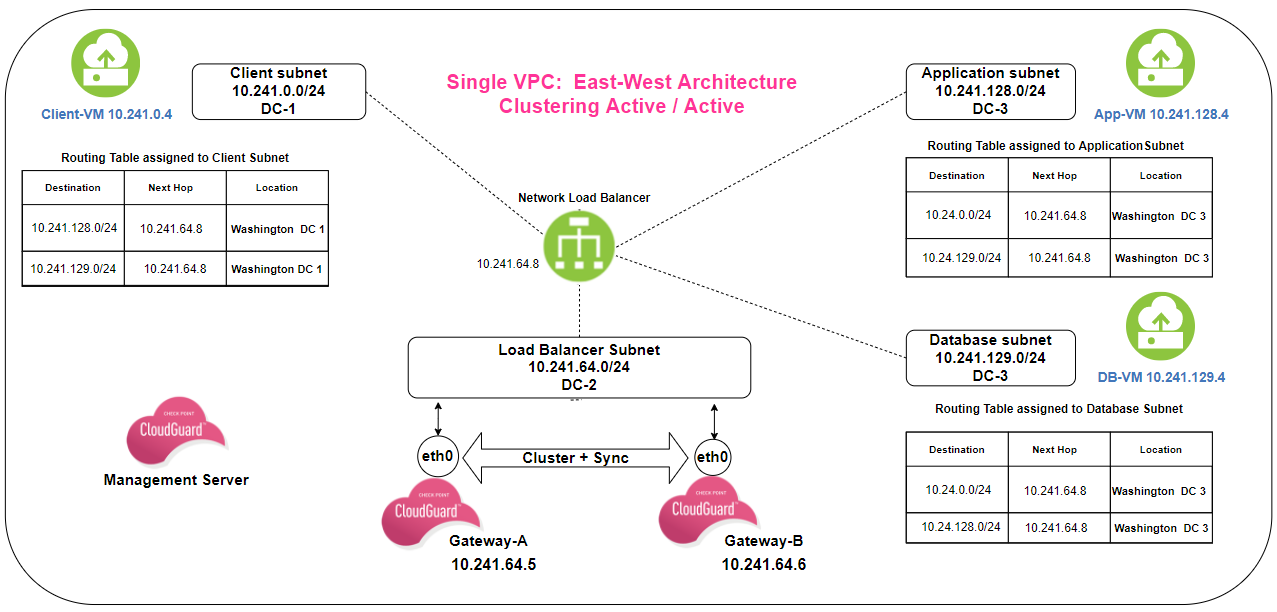 Single VPC:  East-West Architecture
Clustering Active / Active
Client subnet
10.241.0.0/24
DC-1
Client-VM 10.241.0.4
Routing Table assigned to Client Subnet
Destination Next Hop Location
10.241.128.0/24 10.241.64.8 Washington DC 1
10.241.129.0/24 10.241.64.8 Washington DC 1
Application subnet
10.241.128.0/24
DC-3
App-VM 10.241.128.4
Routing Table assigned to Application Subnet
Destination Next Hop Location
10.24.0.0/24 10.241.64.8 Washington DC 3
10.24.129.0/24 10.241.64.8 Washington DC 3
Network Load Balancer
10.241.64.8
Load Balancer Subnet
10.241.64.0/24
DC-2
Database subnet
10.241.129.0/24
DC-3
DB-VM 10.241.129.4
Routing Table assigned to Database Subnet
Destination Next Hop Location
10.24.0.0/24 10.241.64.8 Washington DC 3
10.24.128.0/24 10.241.64.8 Washington DC 3
CHECK POINT
CloudGuard™
Management Server
eth0
Cluster + Sync
eth0
CHECK POINT
CloudGuard™
Gateway-A
10.241.64.5
CHECK POINT
CloudGuard™
Gateway-B
10.241.64.6